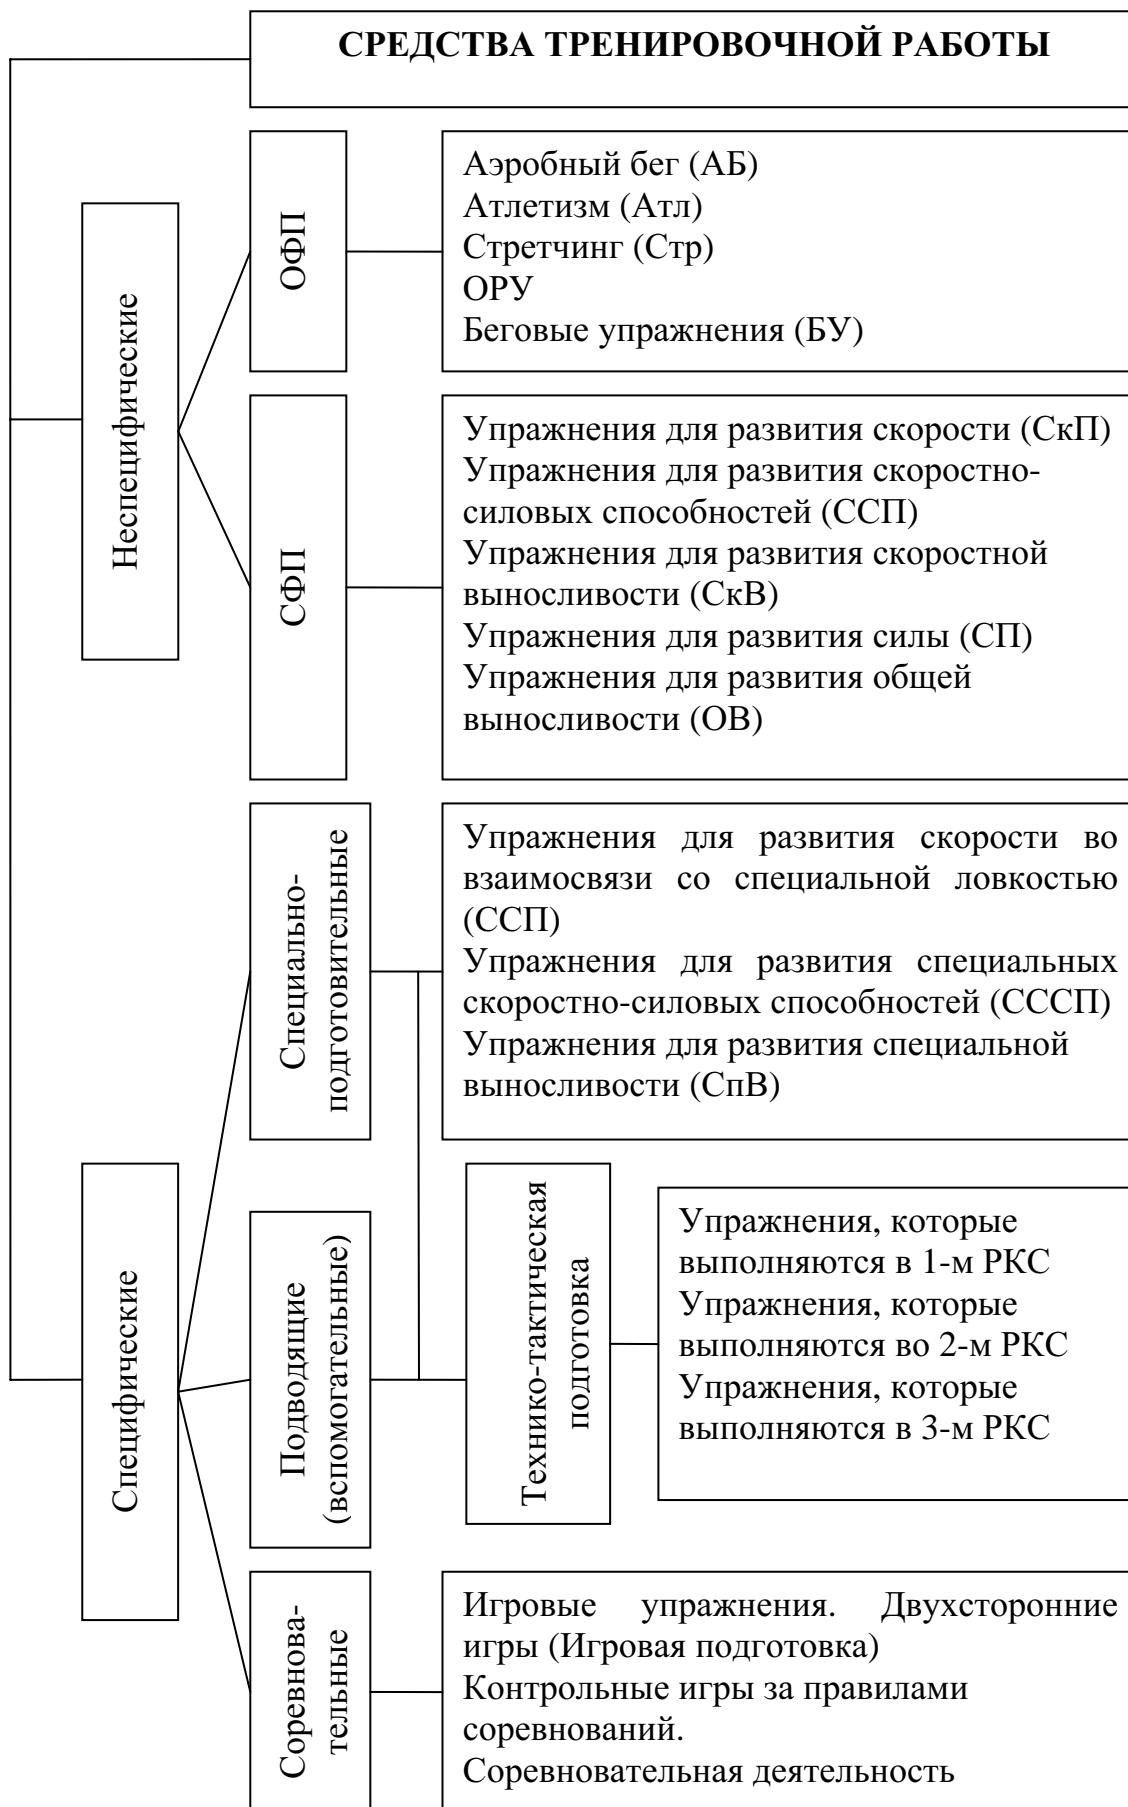 СРЕДСТВА ТРЕНИРОВОЧНОЙ РАБОТЫ
Неспецифические
ОФП
Аэробный бег (АБ)
Атлетизм (Атл)
Стретчинг (Стр)
ОРУ
Беговые упражнения (БУ)
СФП
Упражнения для развития скорости (СкП)
Упражнения для развития скоростно-
силовых способностей (ССП)
Упражнения для развития скоростной
выносливости (СкВ)
Упражнения для развития силы (СП)
Упражнения для развития общей
выносливости (ОВ)
Специфические
Специально-
подготовительные
Упражнения для развития скорости во
взаимосвязи со специальной ловкостью
(ССП)
Упражнения для развития специальных
скоростно-силовых способностей (СССП)
Упражнения для развития специальной
выносливости (СпВ)
Подводящие
(вспомогательные)
Технико-тактическая
подготовка
Упражнения, которые
выполняются в 1-м РКС
Упражнения, которые
выполняются во 2-м РКС
Упражнения, которые
выполняются в 3-м РКС
Соревнова-
тельные
Игровые упражнения. Двухсторонние
игры (Игровая подготовка)
Контрольные игры за правилами
соревнований.
Соревновательная деятельность